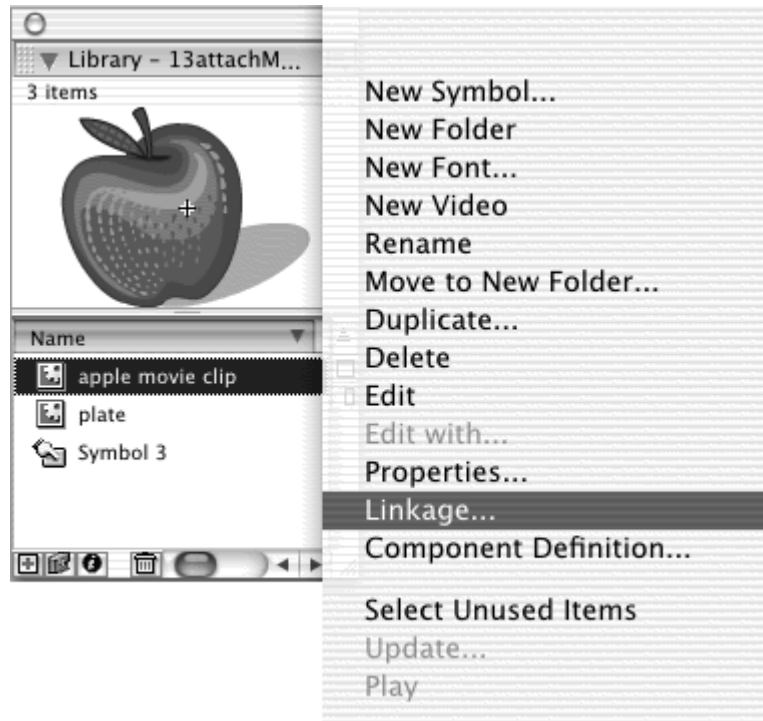 Library - 13attachM...
3 items
Name
apple movie clip
plate
Symbol 3
New Symbol...
New Folder
New Font...
New Video
Rename
Move to New Folder...
Duplicate...
Delete
Edit
Edit with...
Properties...
Linkage...
Component Definition...
Select Unused Items
Update...
Play